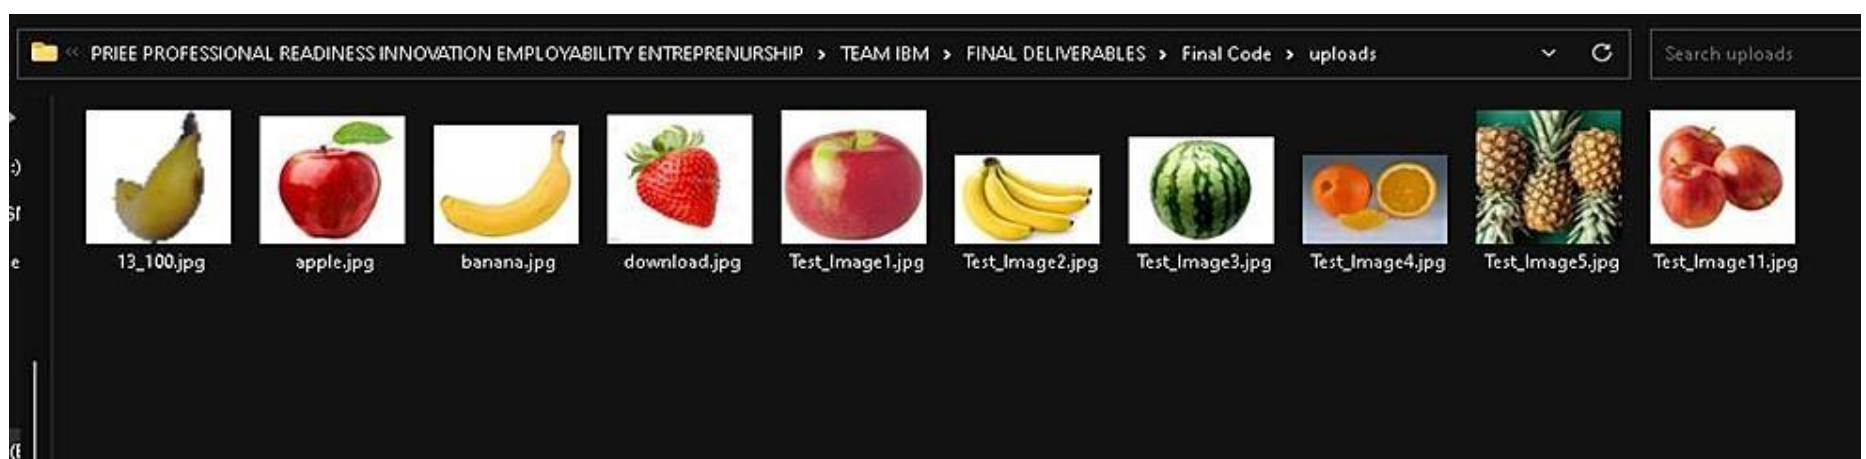 « PRIEE PROFESSIONAL READINESS INNOVATION EMPLOYABILITY ENTREPRENURSHIP > TEAM IBM > FINAL DELIVERABLES > Final Code > uploads
Search uploads
13_100.jpg
apple.jpg
banana.jpg
download.jpg
Test_Image1.jpg
Test_Image2.jpg
Test_Image3.jpg
Test_Image4.jpg
Test_Image5.jpg
Test_Image11.jpg